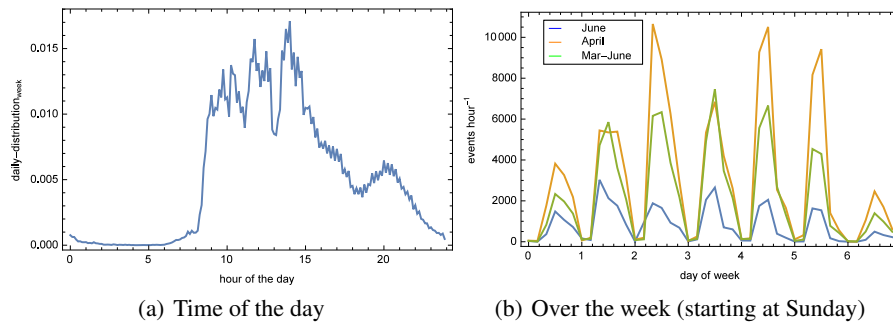 0.015
0.010
0.005
0.000
daily-distribution_week
0 5 10 15 20
hour of the day
(a) Time of the day
June
April
Mar-June
10000
8000
6000
4000
2000
0
events hour⁻¹
0 1 2 3 4 5 6
day of week
(b) Over the week (starting at Sunday)